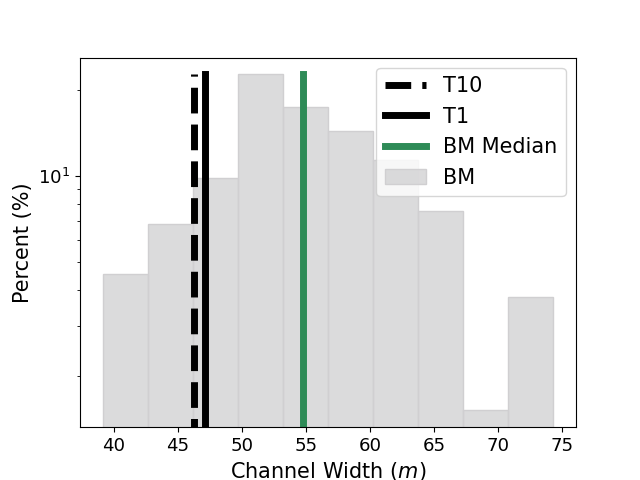 T10
T1
BM Median
BM
10¹
Percent (%)
40 45 50 55 60 65 70 75
Channel Width (m)